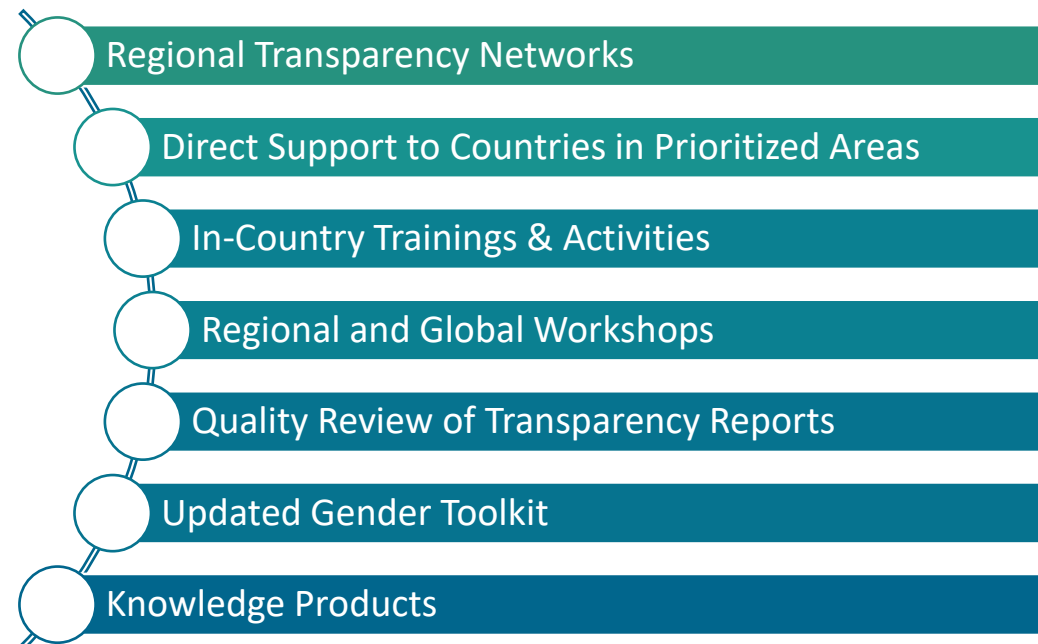 Regional Transparency Networks
Direct Support to Countries in Prioritized Areas
In-Country Trainings & Activities
Regional and Global Workshops
Quality Review of Transparency Reports
Updated Gender Toolkit
Knowledge Products